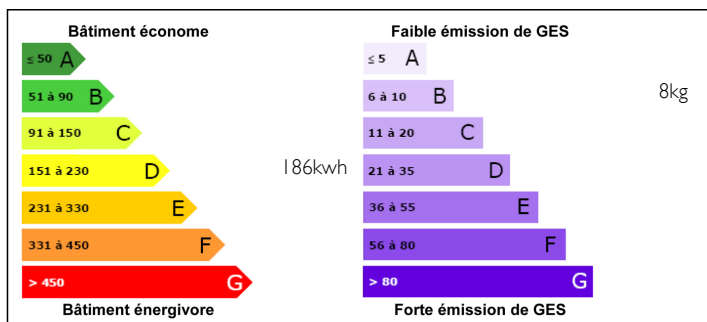 Bâtiment économe
≤ 50 A
51 à 90 B
91 à 150 C
151 à 230 D
231 à 330 E
331 à 450 F
> 450 G
Bâtiment énergivore
186kwh
Faible émission de GES
≤ 5 A
6 à 10 B
11 à 20 C
21 à 35 D
36 à 55 E
56 à 80 F
> 80 G
Forte émission de GES
8kg